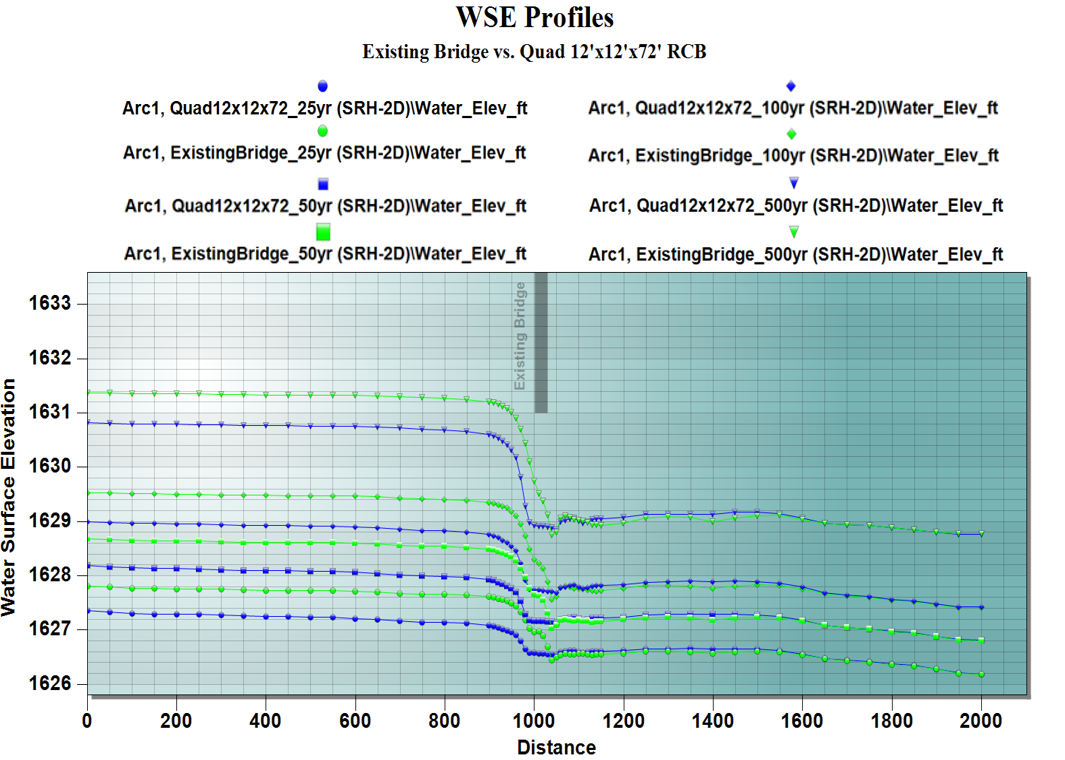 WSE Profiles
Existing Bridge vs. Quad 12'x12'x72' RCB
Arc1, Quad12x12x72_25yr (SRH-2D)\Water_Elev_ft
Arc1, Quad12x12x72_100yr (SRH-2D)\Water_Elev_ft
Arc1, ExistingBridge_25yr (SRH-2D)\Water_Elev_ft
Arc1, ExistingBridge_100yr (SRH-2D)\Water_Elev_ft
Arc1, Quad12x12x72_50yr (SRH-2D)\Water_Elev_ft
Arc1, Quad12x12x72_500yr (SRH-2D)\Water_Elev_ft
Arc1, ExistingBridge_50yr (SRH-2D)\Water_Elev_ft
Arc1, ExistingBridge_500yr (SRH-2D)\Water_Elev_ft
Water Surface Elevation
1633
1632
1631
1630
1629
1628
1627
1626
Existing Bridge
0 200 400 600 800 1000 1200 1400 1600 1800 2000
Distance